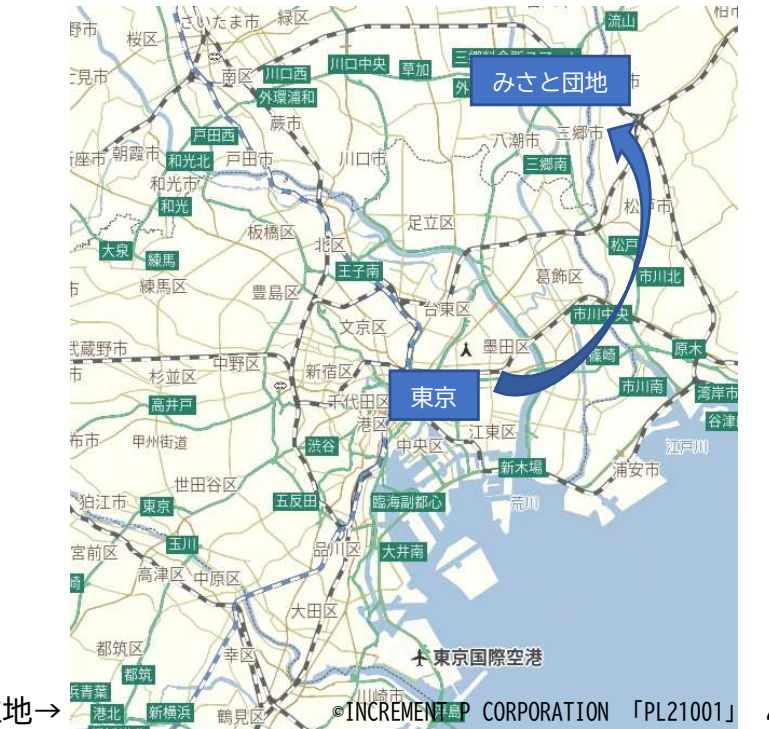 流山
さいたま市
緑区
野市
桜区
川口中央
草加
川口西
南区
みさと団地
外環浦和
蕨市
戸田西
八潮市
三郷市
朝霞市
和光北
戸田市
川口市
三郷南
和光市
和光
松戸市
足立区
板橋区
松戸
北区
大泉
練馬
王子南
葛飾区
市川北
練馬区
豊島区
台東区
市川中央
文京区
墨田区
武蔵野市
篠崎
原木
中野区
新宿区
杉並区
東京
市川南
湾岸市
千代田区
高井戸
港区
谷津
江東区
甲州街道
渋谷
中央区
江戸川
新木場
浦安市
世田谷区
狛江市
東京
五反田
臨海副都心
荒川
玉川
品川区
大井南
宮前区
高津区
中原区
大田区
都筑区
幸区
東京国際空港
都筑
浜青葉
川崎市
地→
港北
新横浜
鶴見区
浮島
©INCREMENT P CORPORATION 「PL21001」